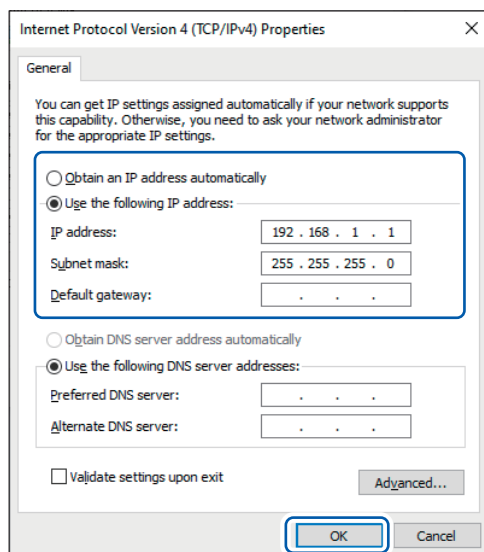 Internet Protocol Version 4 (TCP/IPv4) Properties
General
You can get IP settings assigned automatically if your network supports
this capability. Otherwise, you need to ask your network administrator
for the appropriate IP settings.
Obtain an IP address automatically
Use the following IP address:
IP address: 192 . 168 . 1 . 1
Subnet mask: 255 . 255 . 255 . 0
Default gateway: . . .
Obtain DNS server address automatically
Use the following DNS server addresses:
Preferred DNS server: . . .
Alternate DNS server: . . .
Validate settings upon exit
Advanced...
OK Cancel